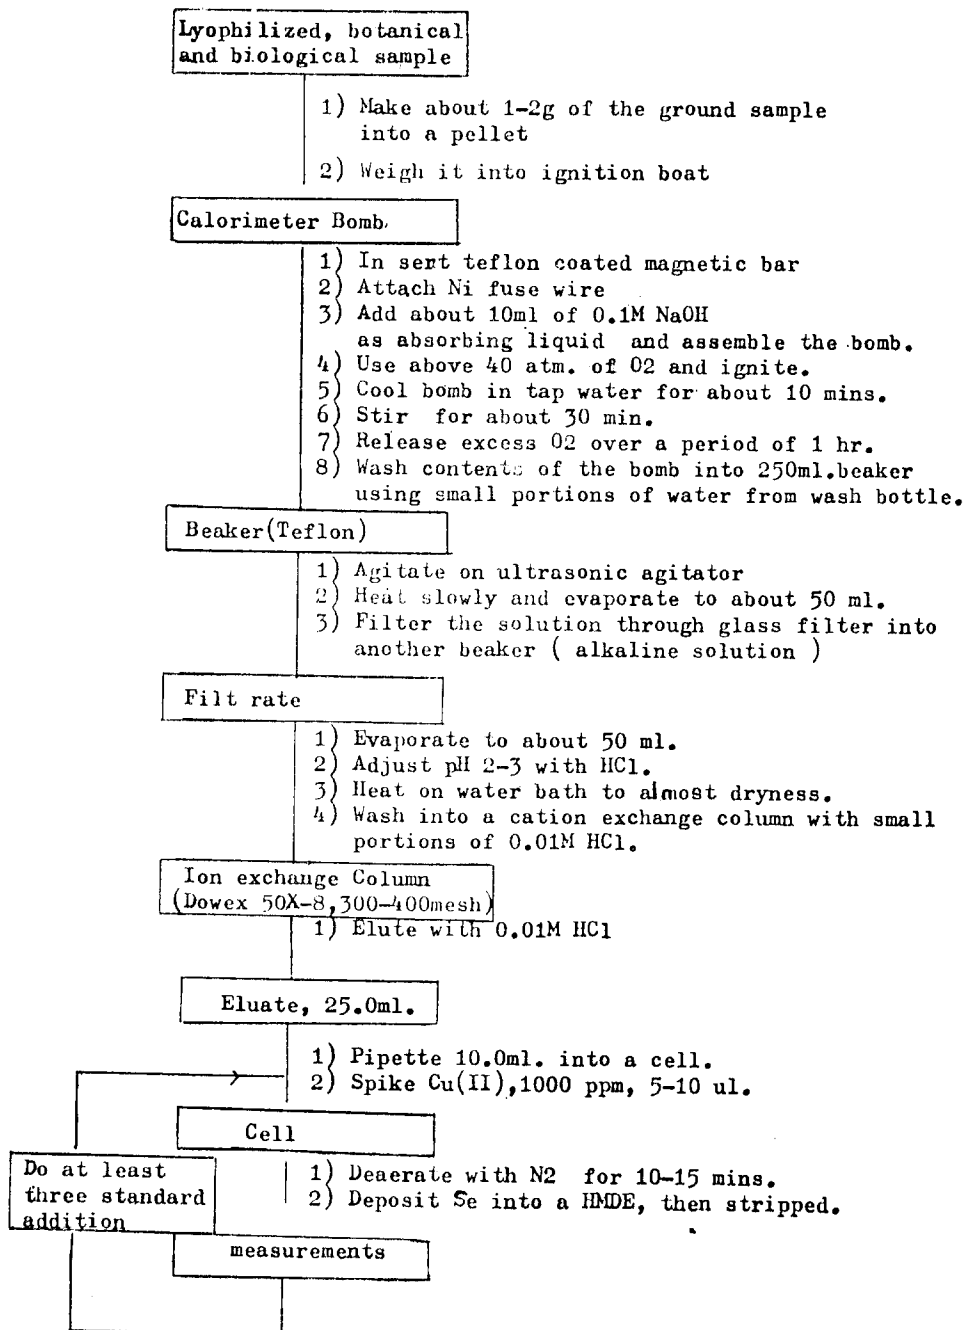 Lyophilized, botanical
and biological sample
1) Make about 1-2g of the ground sample
into a pellet
2) Weigh it into ignition boat
Calorimeter Bomb.
1) In sert teflon coated magnetic bar
2) Attach Ni fuse wire
3) Add about 10ml of 0.1M NaOH
as absorbing liquid and assemble the bomb.
4) Use above 40 atm. of 02 and ignite.
5) Cool bomb in tap water for about 10 mins.
6) Stir for about 30 min.
7) Release excess 02 over a period of 1 hr.
8) Wash contents of the bomb into 250ml.beaker
using small portions of water from wash bottle.
Beaker(Teflon)
1) Agitate on ultrasonic agitator
2) Heat slowly and evaporate to about 50 ml.
3) Filter the solution through glass filter into
another beaker ( alkaline solution )
Filt rate
1) Evaporate to about 50 ml.
2) Adjust pH 2-3 with HCl.
3) Heat on water bath to almost dryness.
4) Wash into a cation exchange column with small
portions of 0.01M HCl.
Ion exchange Column
(Dowex 50X-8,300-400mesh)
1) Elute with 0.01M HCl
Eluate, 25.0ml.
1) Pipette 10.0ml. into a cell.
2) Spike Cu(II),1000 ppm, 5-10 ul.
Cell
1) Deaerate with N2 for 10-15 mins.
2) Deposit Se into a HMDE, then stripped.
Do at least
three standard
addition
measurements